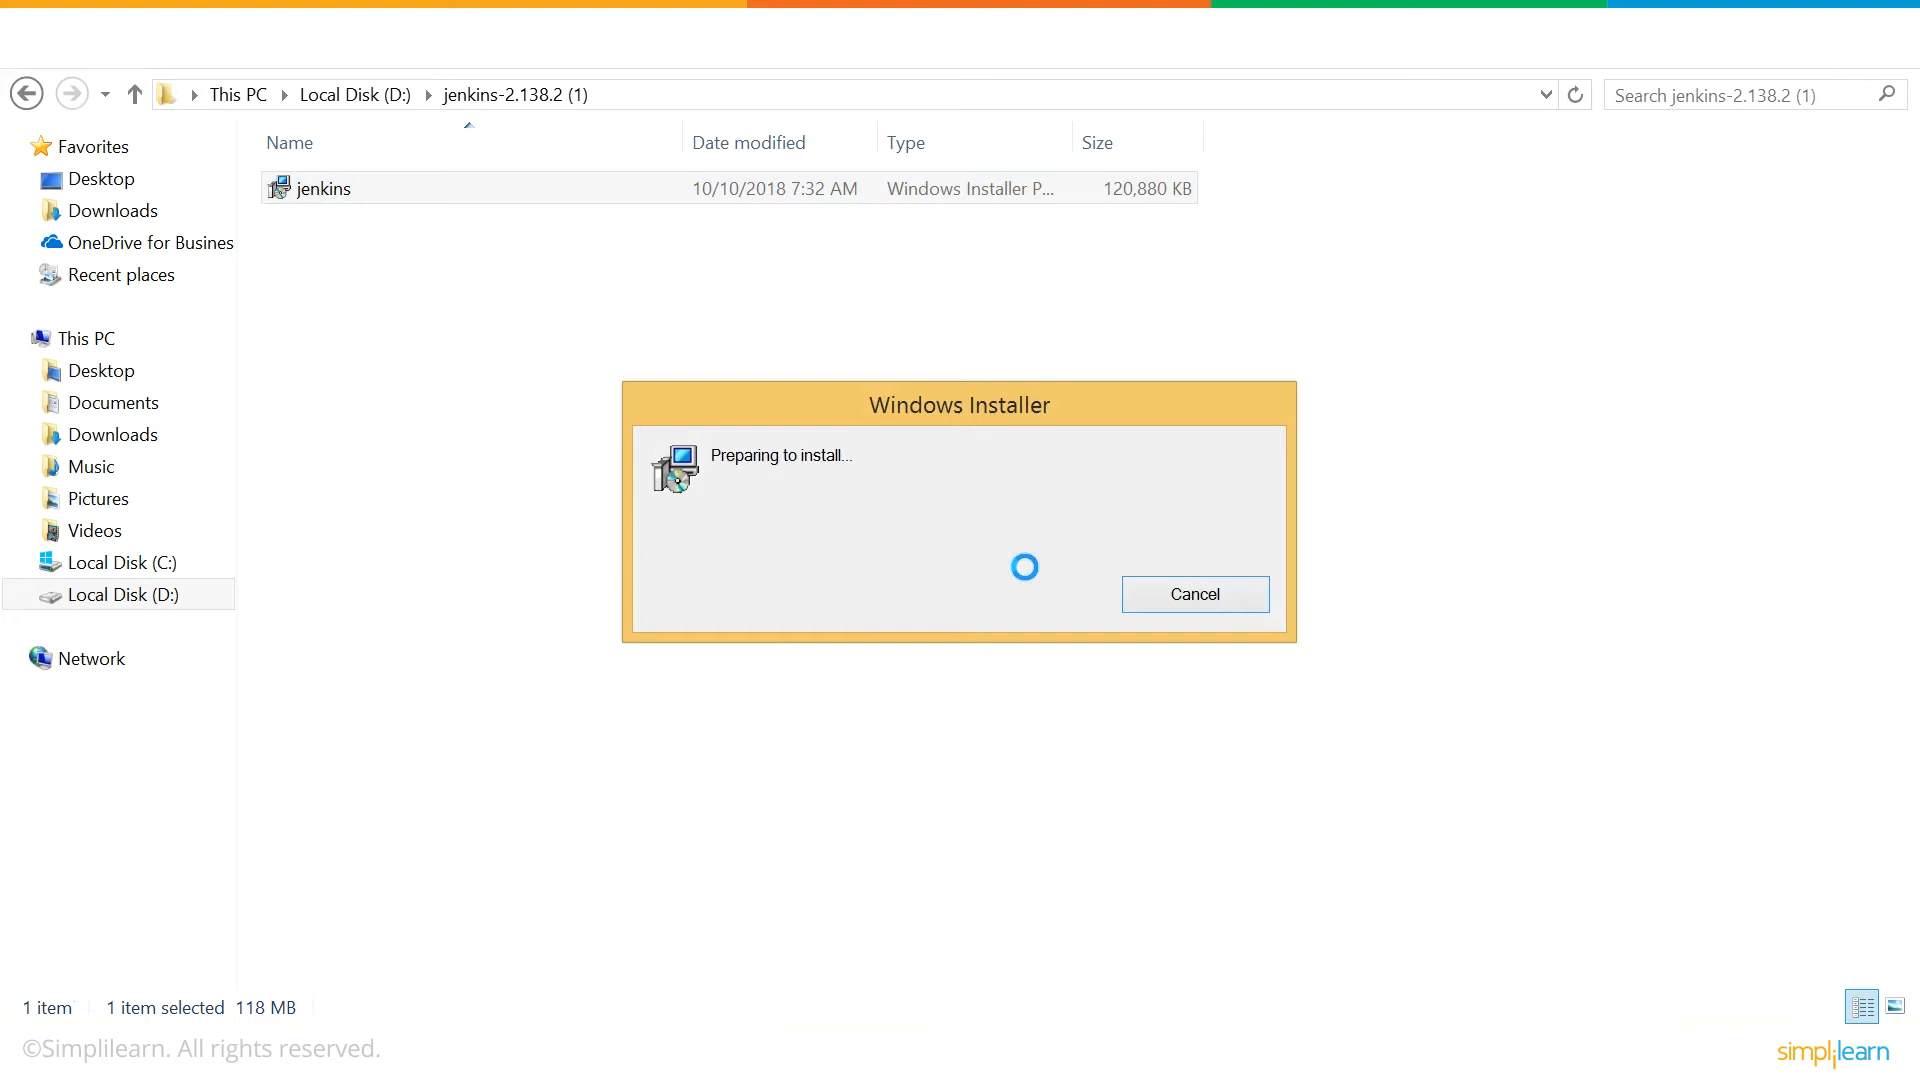 This PC Local Disk (D:) jenkins-2.138.2 (1) Search jenkins-2.138.2 (1)
Name Date modified Type Size
jenkins 10/10/2018 7:32 AM Windows Installer P... 120,880 KB
Favorites
Desktop
Downloads
OneDrive for Busines
Recent places
This PC
Desktop
Documents
Downloads
Music
Pictures
Videos
Local Disk (C:)
Local Disk (D:)
Network
Windows Installer
Preparing to install...
Cancel
1 item 1 item selected 118 MB
©Simplilearn. All rights reserved.
simplilearn